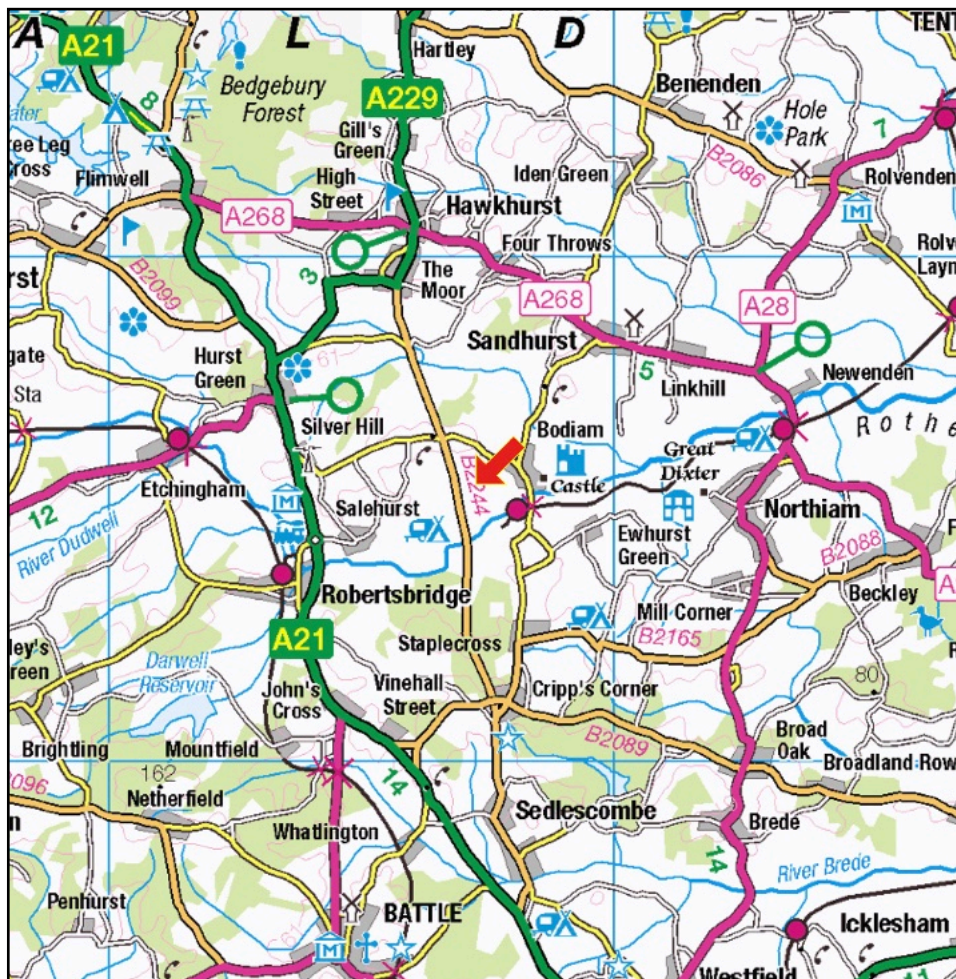 A
L
D
TENT
A21
Hartley
Benenden
A229
Bedgebury
Forest
8
Hole
Park
7
ater
ree Leg
ross
Flimwell
Gill's
Green
High
Street
Iden Green
B2086
Rolvenden
A268
Hawkhurst
Four Throws
Rolv
Layn
rst
B2099
3
The
Moor
A268
A28
Sandhurst
gate
Sta
Hurst
Green
61
5
Linkhill
Newenden
Silver Hill
Bodiam
Great
Dixter
Rothe
B2244
Castle
Etchingham
12
River Dudwell
Salehurst
Ewhurst
Green
Northiam
B2088
Beckley
A
Robertsbridge
Mill Corner
B2165
Staplecross
A21
ley's
reen
Darwell
Reservoir
John's
Cross
Vinehall
Street
Cripp's Corner
80
Broad
Oak
Brightling
Mountfield
B2089
Broadland Row
2096
162
Netherfield
14
Sedlescombe
n
Whatlington
Brede
14
River Brede
Penhurst
BATTLE
Icklesham
Westfield
11